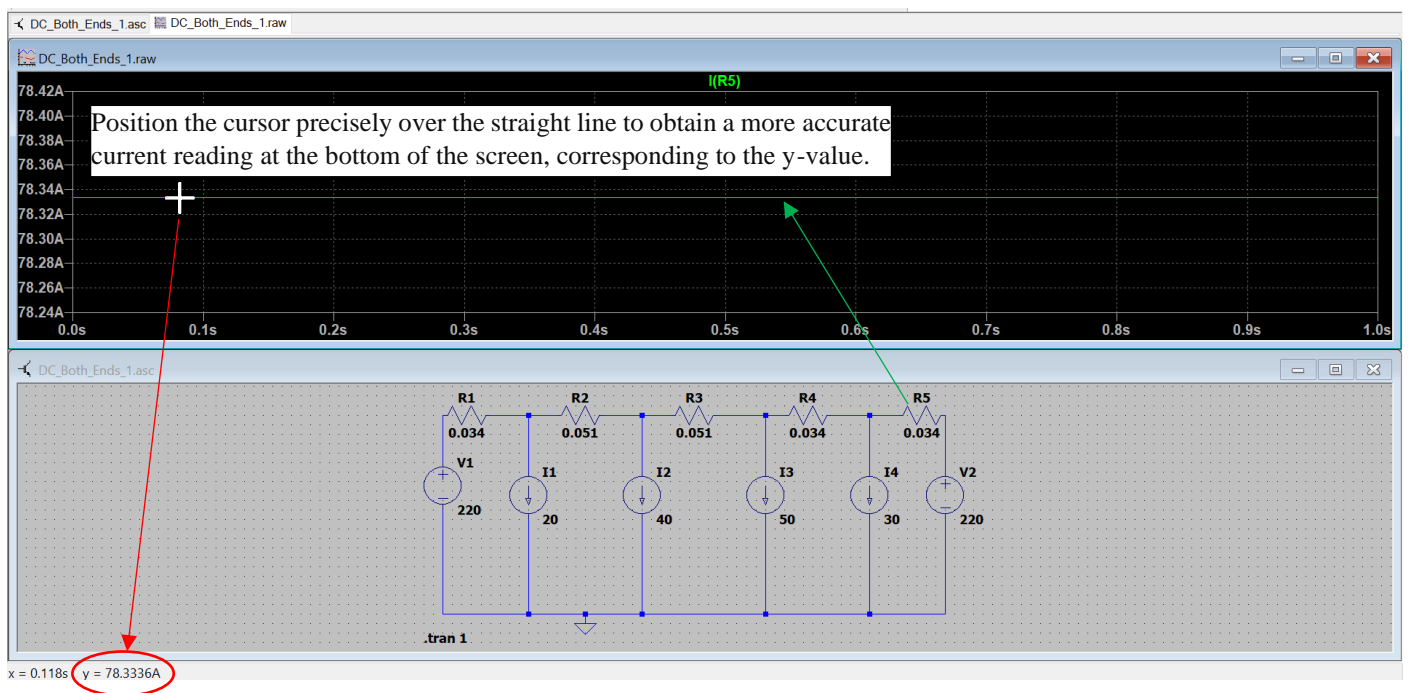 DC_Both_Ends_1.asc DC_Both_Ends_1.raw
DC_Both_Ends_1.raw
I(R5)
78.42A
78.40A
78.38A
78.36A
78.34A
78.32A
78.30A
78.28A
78.26A
78.24A
Position the cursor precisely over the straight line to obtain a more accurate
current reading at the bottom of the screen, corresponding to the y-value.
0.0s 0.1s 0.2s 0.3s 0.4s 0.5s 0.6s 0.7s 0.8s 0.9s 1.0s
DC_Both_Ends_1.asc
R1 R2 R3 R4 R5
0.034 0.051 0.051 0.034 0.034
V1 I1 I2 I3 I4 V2
220 20 40 50 30 220
.tran 1
x = 0.118s y = 78.3336A